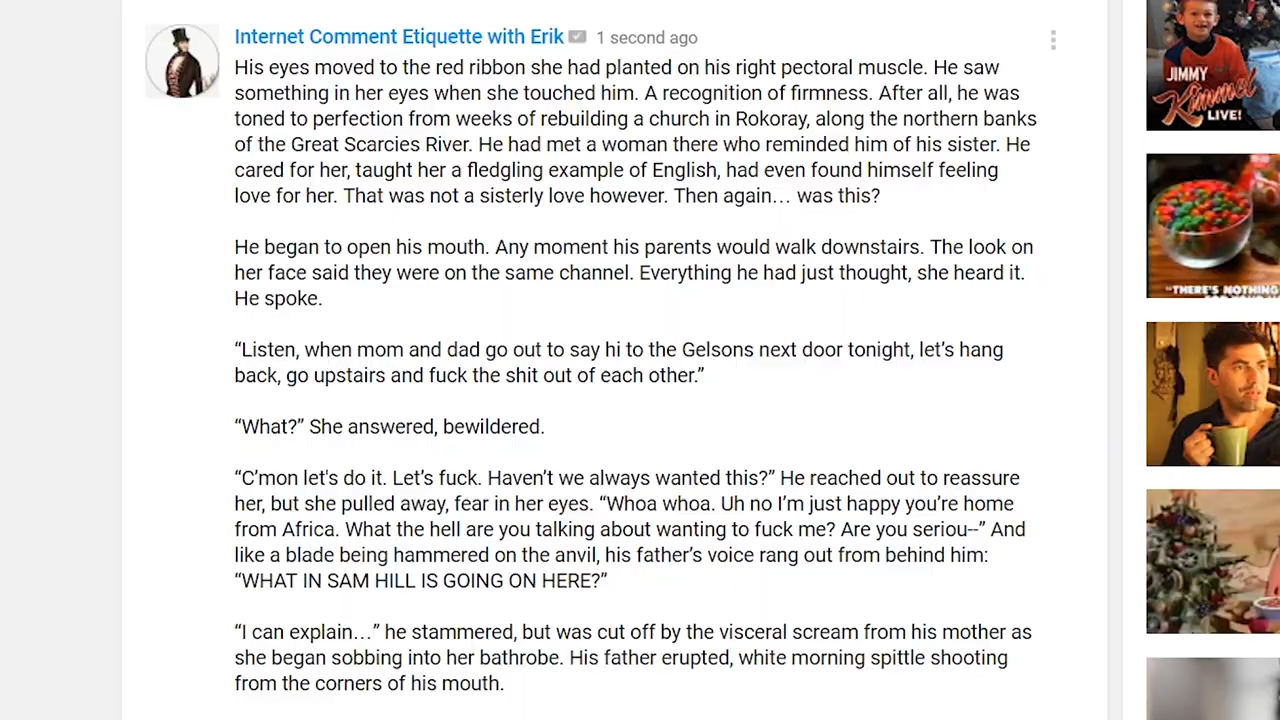 Internet Comment Etiquette with Erik 1 second ago
His eyes moved to the red ribbon she had planted on his right pectoral muscle. He saw
something in her eyes when she touched him. A recognition of firmness. After all, he was
toned to perfection from weeks of rebuilding a church in Rokoray, along the northern banks
of the Great Scarcies River. He had met a woman there who reminded him of his sister. He
cared for her, taught her a fledgling example of English, had even found himself feeling
love for her. That was not a sisterly love however. Then again… was this?
He began to open his mouth. Any moment his parents would walk downstairs. The look on
her face said they were on the same channel. Everything he had just thought, she heard it.
He spoke.
“Listen, when mom and dad go out to say hi to the Gelsons next door tonight, let’s hang
back, go upstairs and fuck the shit out of each other.”
“What?” She answered, bewildered.
“C’mon let's do it. Let’s fuck. Haven’t we always wanted this?” He reached out to reassure
her, but she pulled away, fear in her eyes. “Whoa whoa. Uh no I’m just happy you’re home
from Africa. What the hell are you talking about wanting to fuck me? Are you seriou--” And
like a blade being hammered on the anvil, his father’s voice rang out from behind him:
“WHAT IN SAM HILL IS GOING ON HERE?”
“I can explain…” he stammered, but was cut off by the visceral scream from his mother as
she began sobbing into her bathrobe. His father erupted, white morning spittle shooting
from the corners of his mouth.
JIMMY
Kimmel
LIVE!
“THERE'S NOTHING